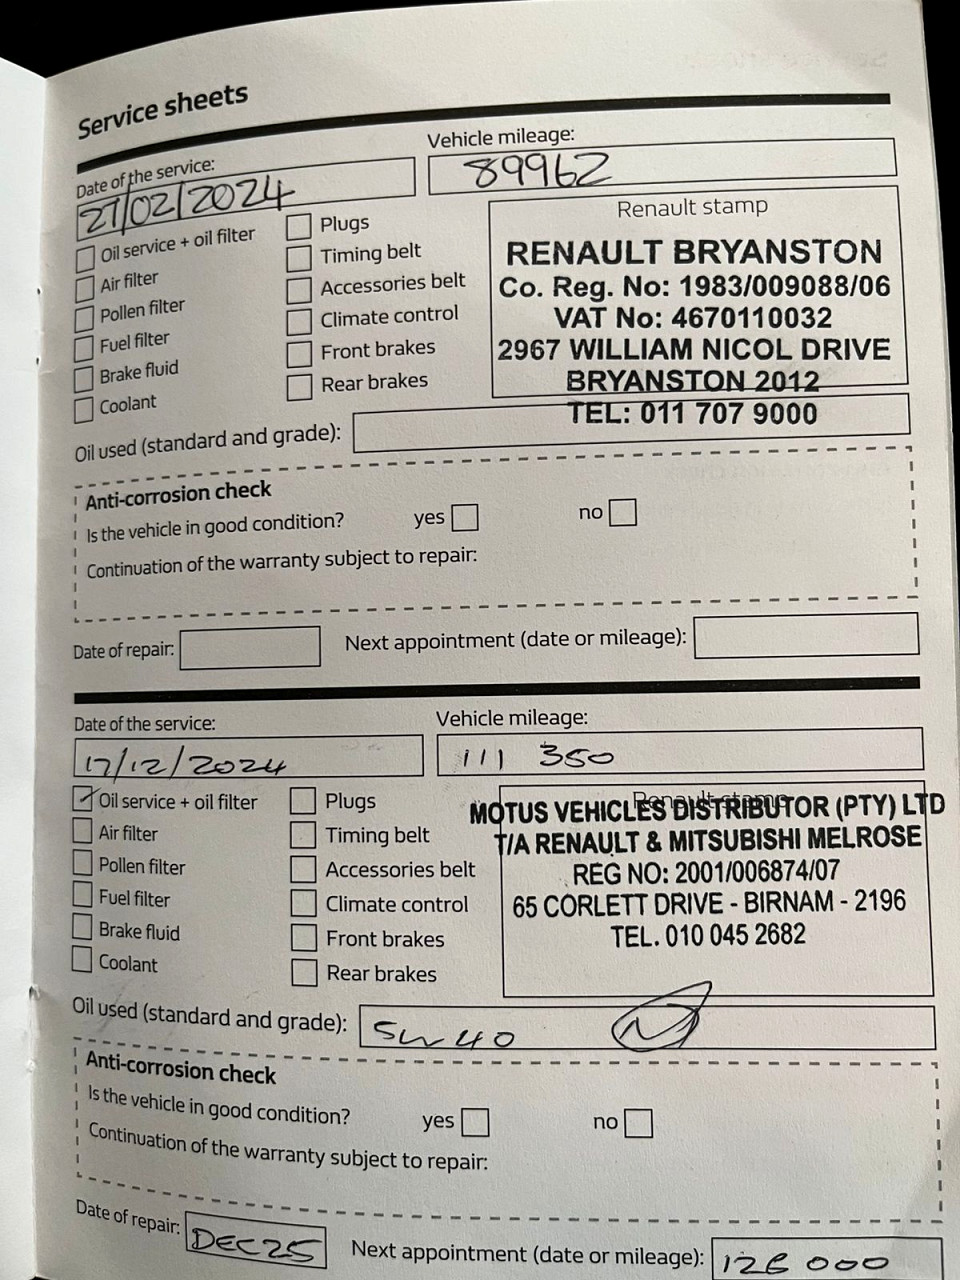 Service sheets
Date of the service:
Vehicle mileage:
27/02/2024
89962
Oil service + oil filter
Air filter
Pollen filter
Fuel filter
Brake fluid
Coolant
Plugs
Timing belt
Accessories belt
Climate control
Front brakes
Rear brakes
Renault stamp
RENAULT BRYANSTON
Co. Reg. No: 1983/009088/06
VAT No: 4670110032
2967 WILLIAM NICOL DRIVE
BRYANSTON 2012
TEL: 011 707 9000
Oil used (standard and grade):
Anti-corrosion check
Is the vehicle in good condition? yes no
Continuation of the warranty subject to repair:
Date of repair: Next appointment (date or mileage):
Date of the service:
Vehicle mileage:
17/12/2024
111 350
Oil service + oil filter
Air filter
Pollen filter
Fuel filter
Brake fluid
Coolant
Plugs
Timing belt
Accessories belt
Climate control
Front brakes
Rear brakes
Renault stamp
MOTUS VEHICLES DISTRIBUTOR (PTY) LTD
T/A RENAULT & MITSUBISHI MELROSE
REG NO: 2001/006874/07
65 CORLETT DRIVE - BIRNAM - 2196
TEL. 010 045 2682
Oil used (standard and grade): 5W40
Anti-corrosion check
Is the vehicle in good condition? yes no
Continuation of the warranty subject to repair:
Date of repair: DEC25 Next appointment (date or mileage): 126 000